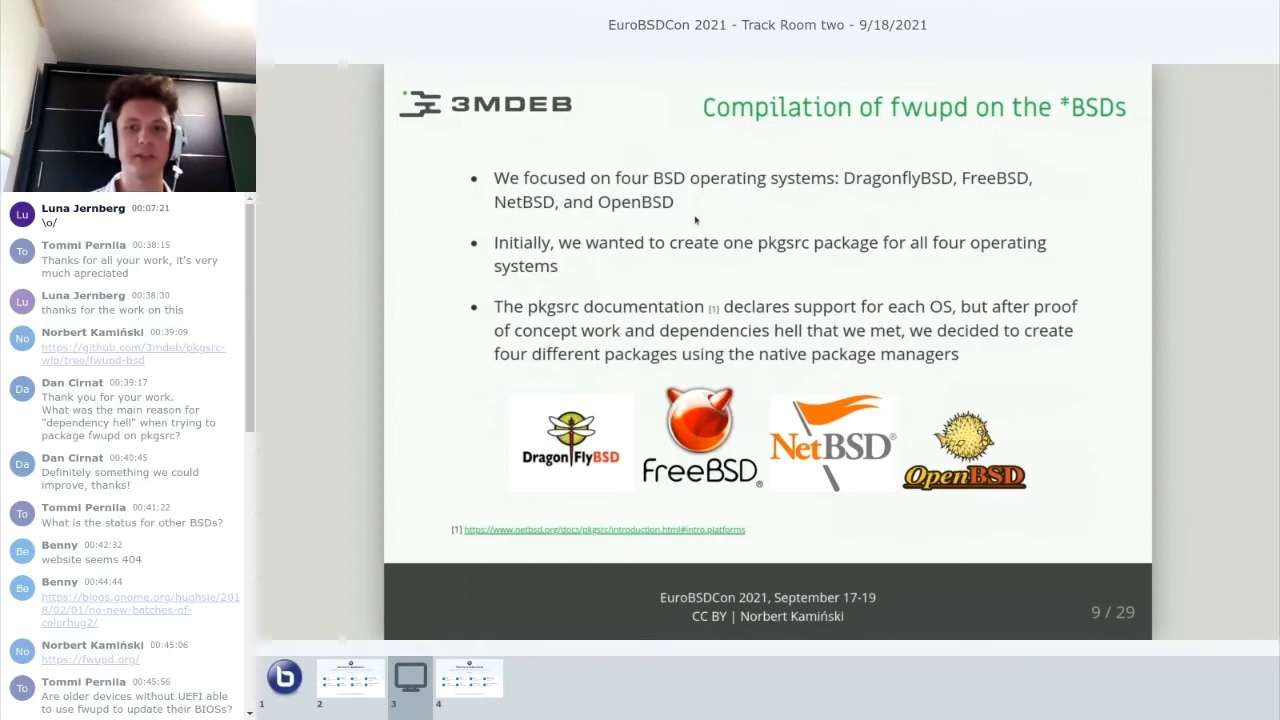 EuroBSDCon 2021 - Track Room two - 9/18/2021
3MDEB
Compilation of fwupd on the *BSDs
• We focused on four BSD operating systems: DragonflyBSD, FreeBSD,
NetBSD, and OpenBSD
• Initially, we wanted to create one pkgsrc package for all four operating
systems
• The pkgsrc documentation [1] declares support for each OS, but after proof
of concept work and dependencies hell that we met, we decided to create
four different packages using the native package managers
DragonFlyBSD
FreeBSD®
NetBSD®
OpenBSD
[1] https://www.netbsd.org/docs/pkgsrc/introduction.html#intro.platforms
EuroBSDCon 2021, September 17-19
CC BY | Norbert Kamiński
9 / 29
Lu
Luna Jernberg 00:07:21
\o/
To
Tommi Pernila 00:38:15
Thanks for all your work, it's very
much apreciated
Lu
Luna Jernberg 00:38:30
thanks for the work on this
No
Norbert Kamiński 00:39:09
https://github.com/3mdeb/pkgsrc-
wip/tree/fwupd-bsd
Da
Dan Cirnat 00:39:17
Thank you for your work.
What was the main reason for
"dependency hell" when trying to
package fwupd on pkgsrc?
Da
Dan Cirnat 00:40:45
Definitely something we could
improve, thanks!
To
Tommi Pernila 00:41:22
What is the status for other BSDs?
Be
Benny 00:42:32
website seems 404
Be
Benny 00:44:44
https://blogs.gnome.org/hughsie/201
8/02/01/no-new-batches-of-
colorhug2/
No
Norbert Kamiński 00:45:06
https://fwupd.org/
To
Tommi Pernila 00:45:56
Are older devices without UEFI able
to use fwupd to update their BIOSs?
b
1
2
3
4